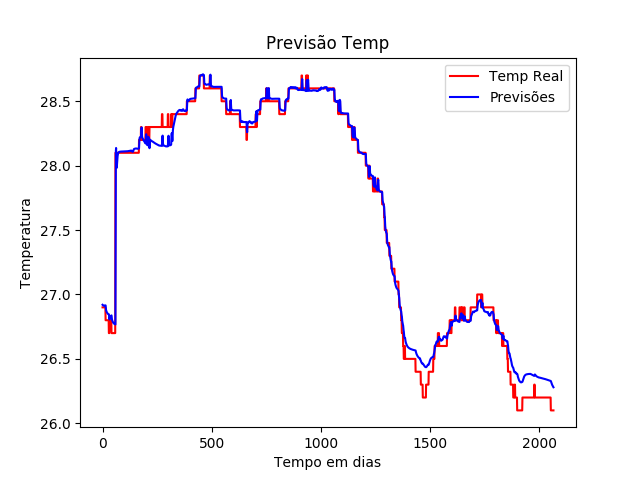 Previsão Temp
Temp Real
Previsões
Temperatura
28.5
28.0
27.5
27.0
26.5
26.0
0
500
1000
1500
2000
Tempo em dias